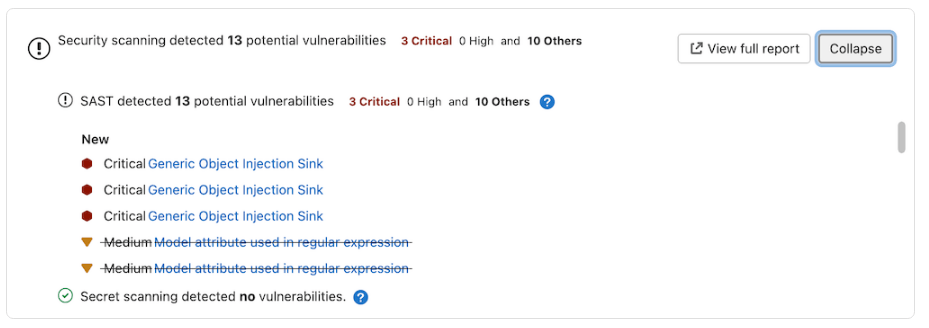 Security scanning detected 13 potential vulnerabilities 3 Critical 0 High and 10 Others View full report Collapse
SAST detected 13 potential vulnerabilities 3 Critical 0 High and 10 Others ?
New
Critical Generic Object Injection Sink
Critical Generic Object Injection Sink
Critical Generic Object Injection Sink
Medium Model attribute used in regular expression
Medium Model attribute used in regular expression
Secret scanning detected no vulnerabilities. ?